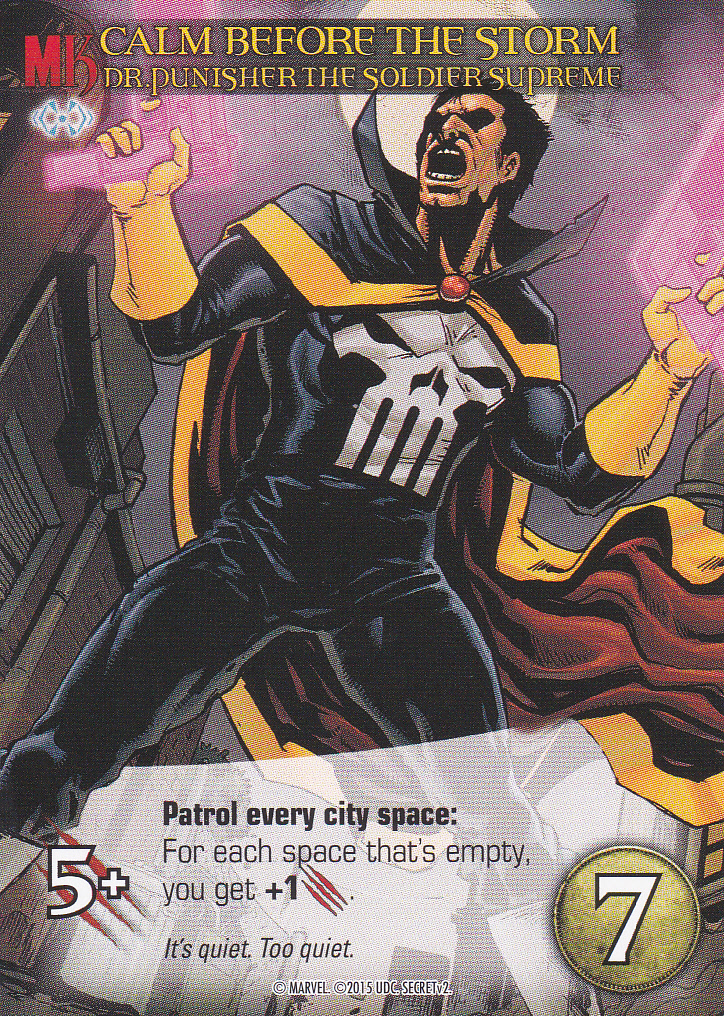 MK
CALM BEFORE THE STORM
DR. PUNISHER THE SOLDIER SUPREME
Patrol every city space:
For each space that's empty,
you get +1.
It's quiet. Too quiet.
5+
7
© MARVEL. ©2015 UDC. SECRETv2.